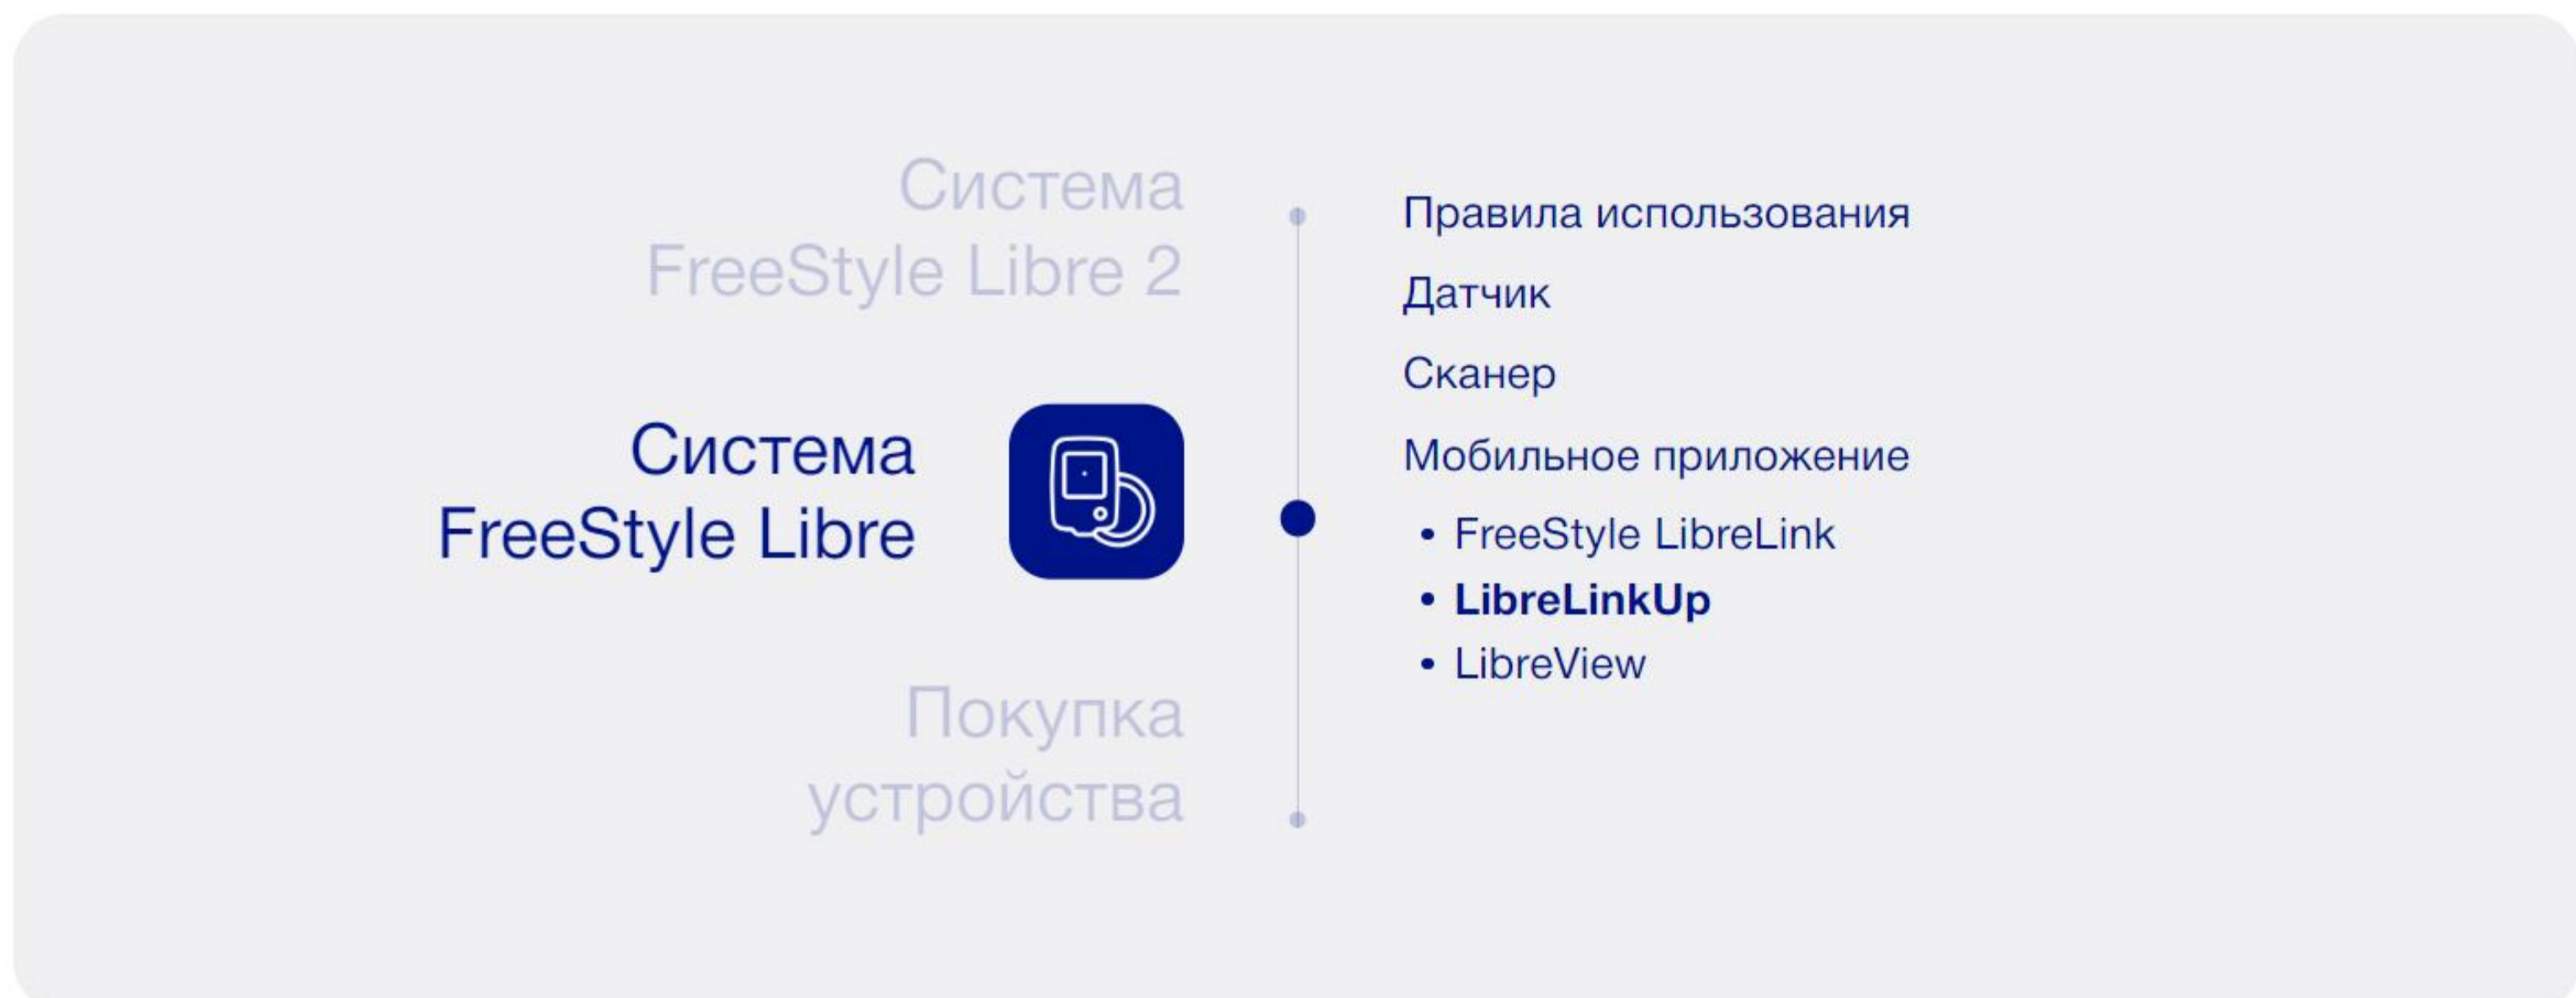 Система
FreeStyle Libre 2
Система
FreeStyle Libre
Покупка
устройства
Правила использования
Датчик
Сканер
Мобильное приложение
• FreeStyle LibreLink
• LibreLinkUp
• LibreView